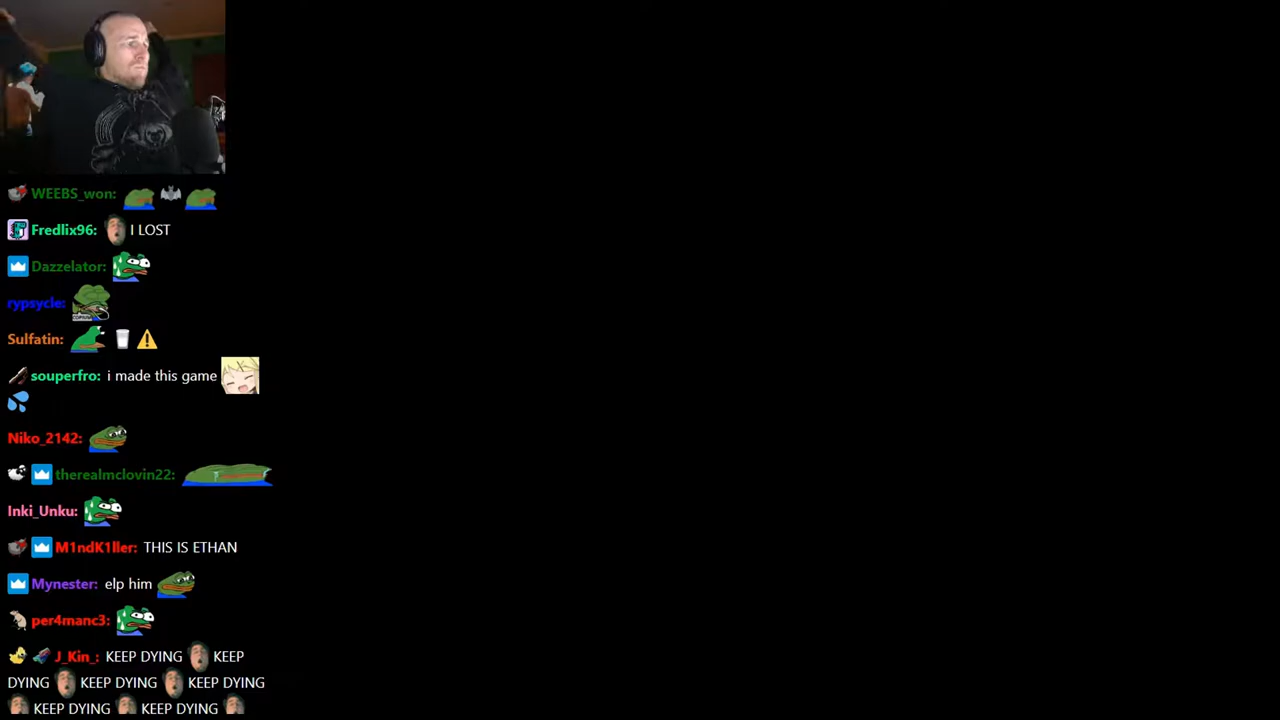 WEEBS_won:
Fredlix96: I LOST
Dazzelator:
rypsycle:
Sulfatin:
souperfro: i made this game
Niko_2142:
therealmclovin22:
Inki_Unku:
M1ndK1ller: THIS IS ETHAN
Mynester: elp him
per4manc3:
J_Kin_: KEEP DYING KEEP
DYING KEEP DYING KEEP DYING
KEEP DYING KEEP DYING